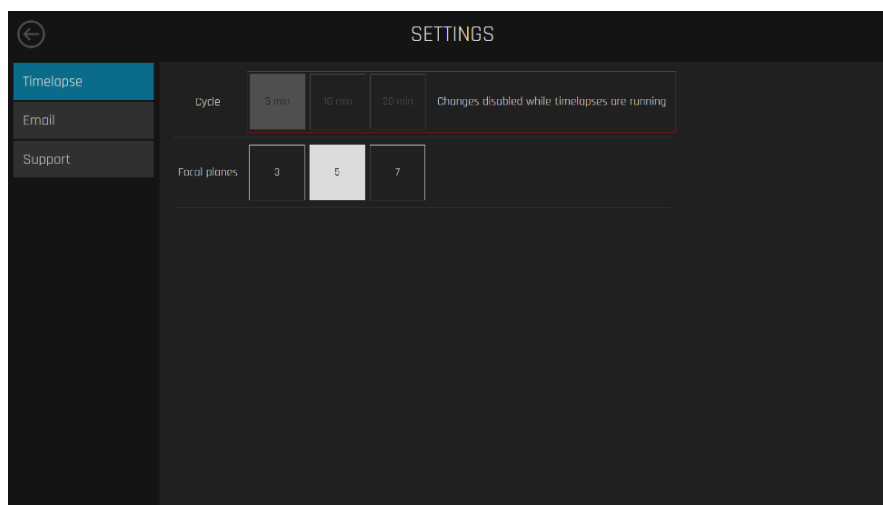 SETTINGS
Timelapse
Email
Support
Cycle 5 min 10 min 20 min Changes disabled while timelapses are running
Focal planes 3 5 7